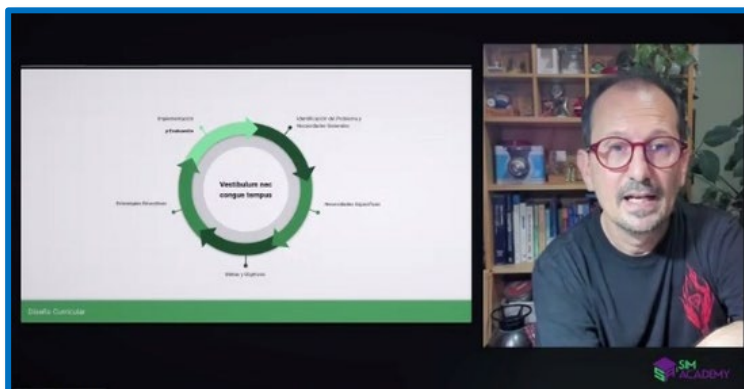 Implementación
y Evaluación
Identificación de Problema y
Necesidades Generales
Vestibulum nec
congue tempus
Estrategias Educativas
Necesidades Específicas
Metas y Objetivos
Diseño Curricular
SIM
ACADEMY